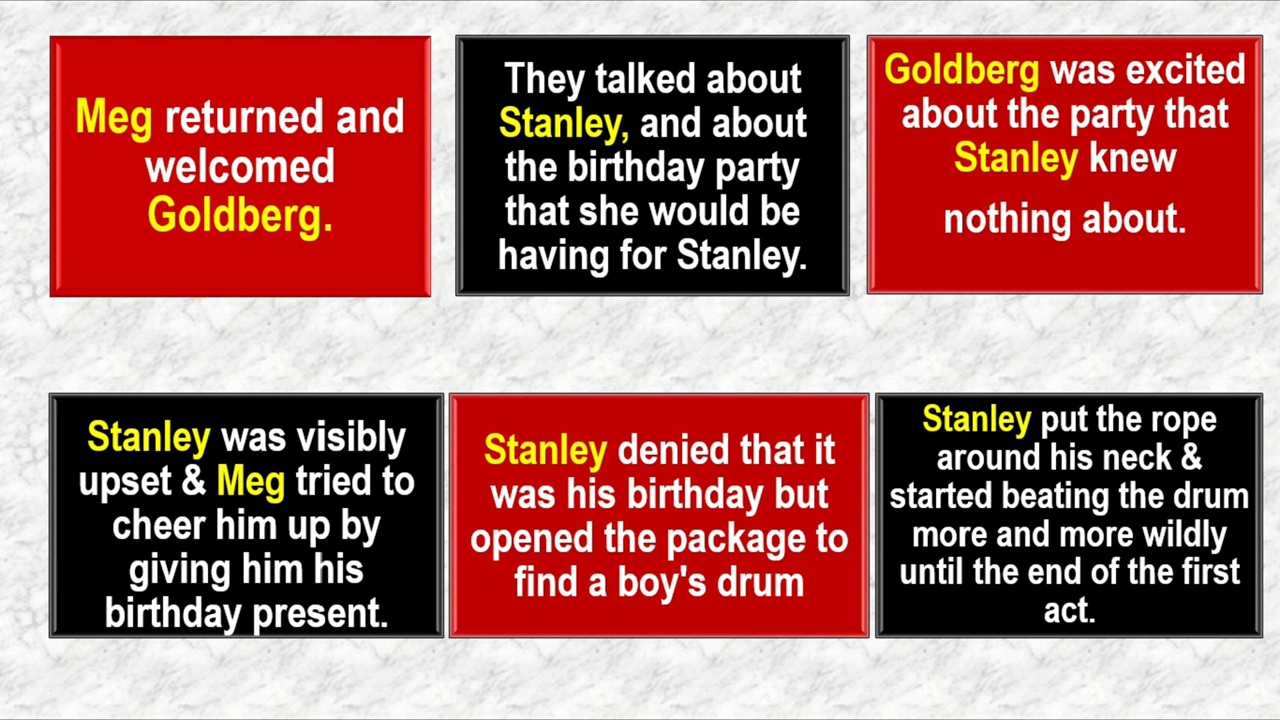 Meg returned and
welcomed
Goldberg.
They talked about
Stanley, and about
the birthday party
that she would be
having for Stanley.
Goldberg was excited
about the party that
Stanley knew
nothing about.
Stanley was visibly
upset & Meg tried to
cheer him up by
giving him his
birthday present.
Stanley denied that it
was his birthday but
opened the package to
find a boy's drum
Stanley put the rope
around his neck &
started beating the drum
more and more wildly
until the end of the first
act.